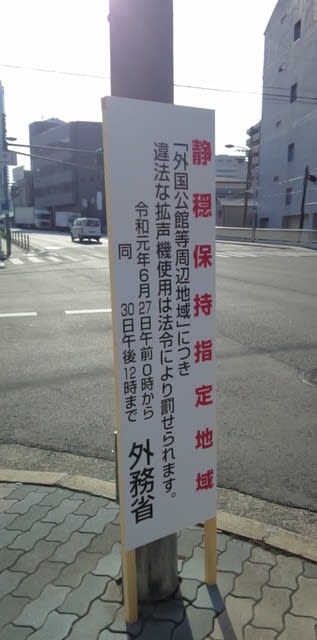 静穏保持指定地域
「外国公館等周辺地域」につき
違法な拡声機使用は法令により罰せられます。
令和元年6月27日午前0時から
同　　　　30日午後12時まで
外務省